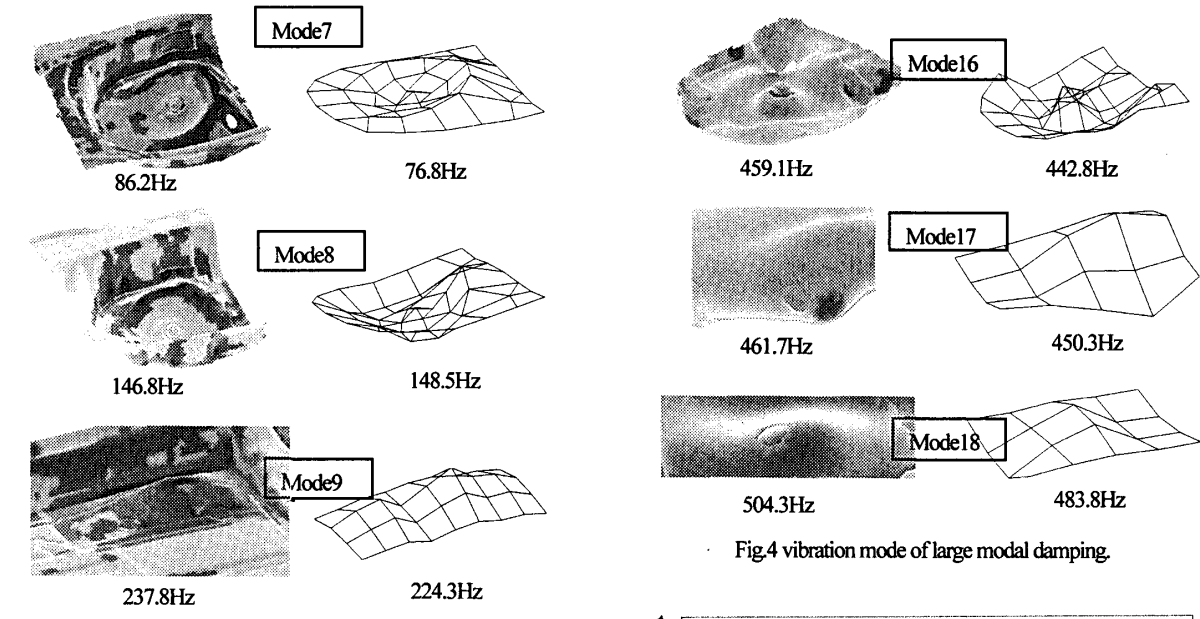 Mode7
86.2Hz
76.8Hz
Mode8
146.8Hz
148.5Hz
Mode9
237.8Hz
224.3Hz
Mode16
459.1Hz
442.8Hz
Mode17
461.7Hz
450.3Hz
Mode18
504.3Hz
483.8Hz
Fig.4 vibration mode of large modal damping.